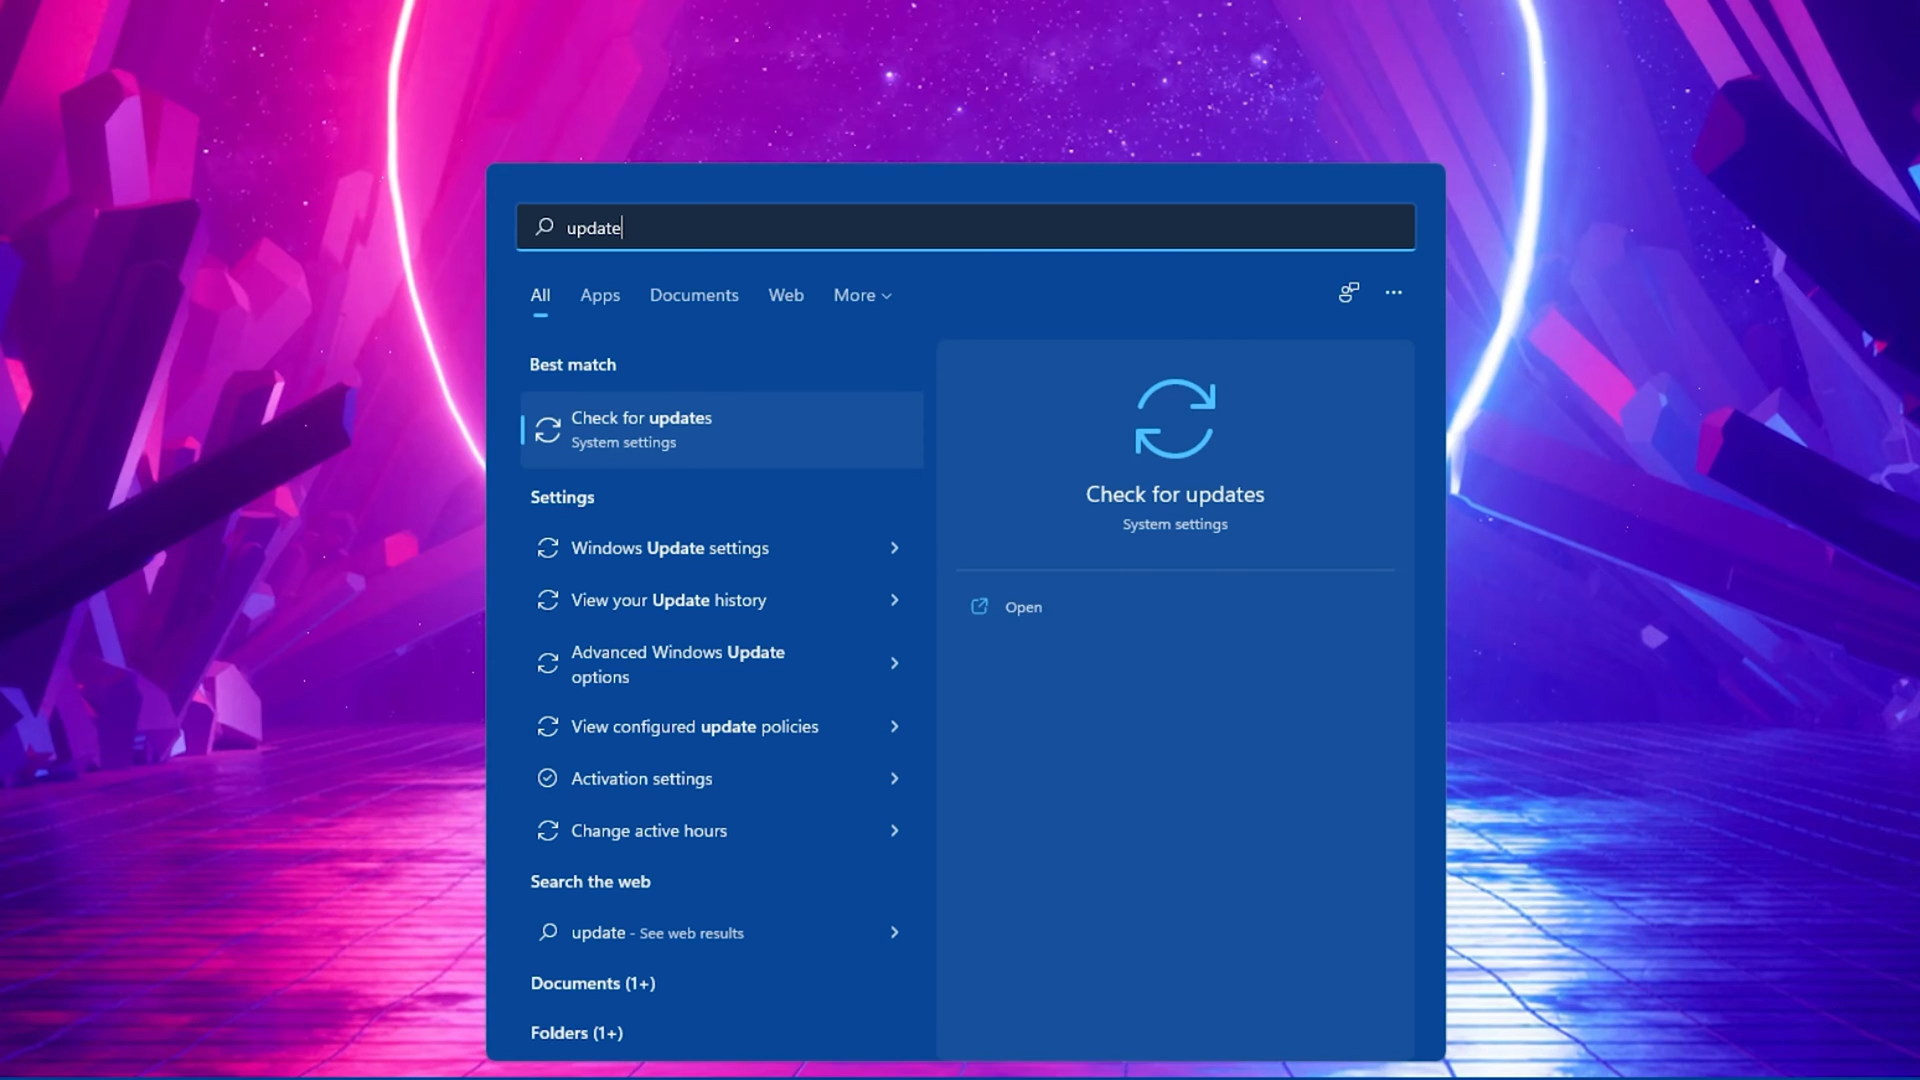 update
All Apps Documents Web More
Best match
Check for updates
System settings
Settings
Windows Update settings
View your Update history
Advanced Windows Update
options
View configured update policies
Activation settings
Change active hours
Search the web
update - See web results
Documents (1+)
Folders (1+)
Check for updates
System settings
Open